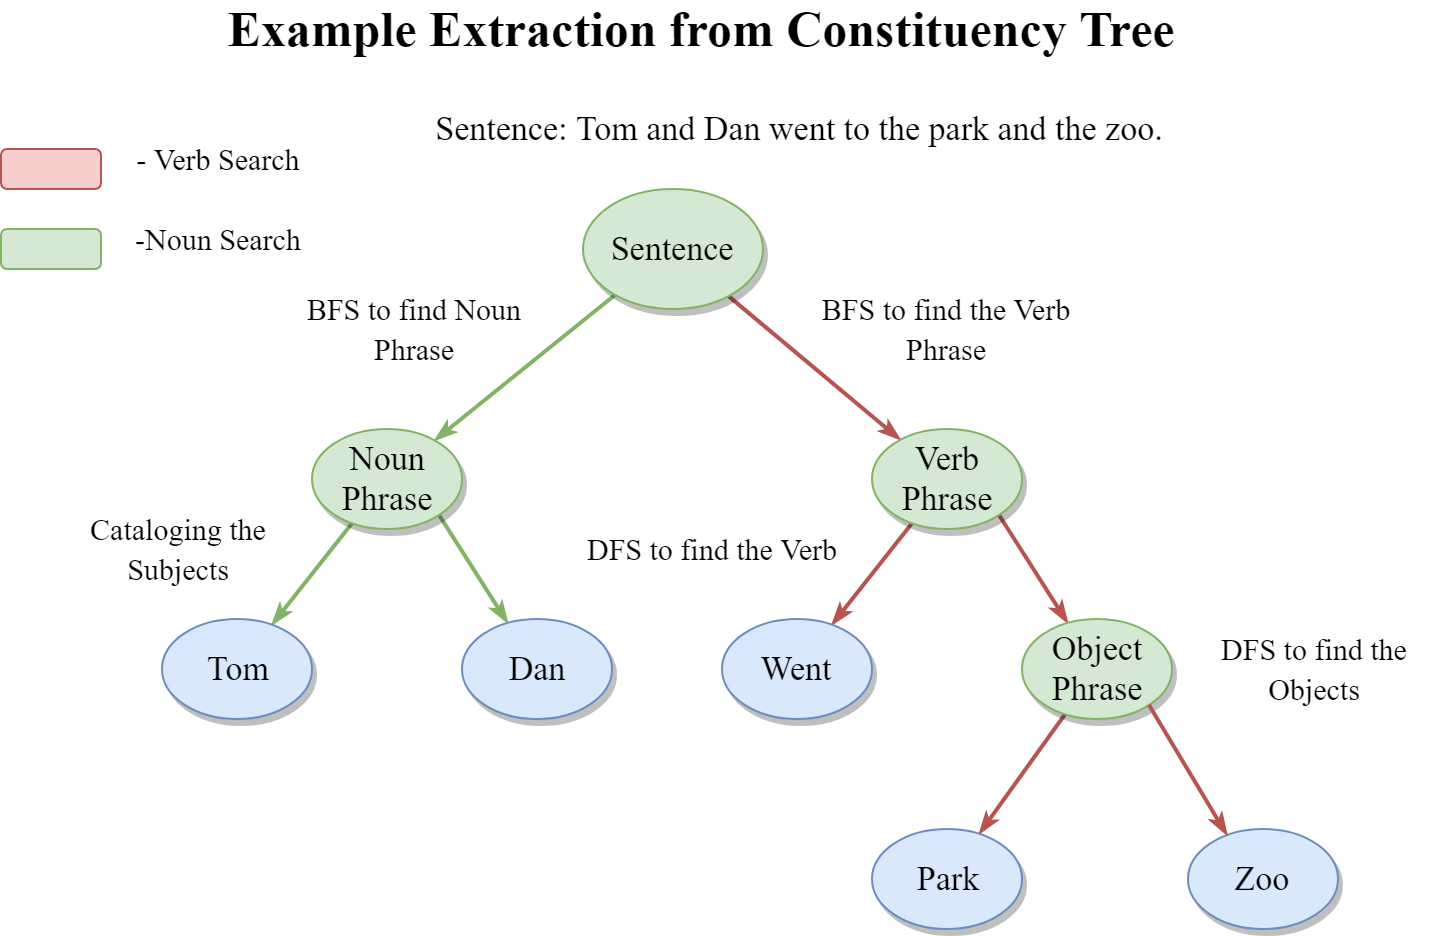 Example Extraction from Constituency Tree
Sentence: Tom and Dan went to the park and the zoo.
- Verb Search
-Noun Search
Sentence
BFS to find Noun
Phrase
BFS to find the Verb
Phrase
Noun
Phrase
Verb
Phrase
Cataloging the
Subjects
DFS to find the Verb
Tom
Dan
Went
Object
Phrase
DFS to find the
Objects
Park
Zoo